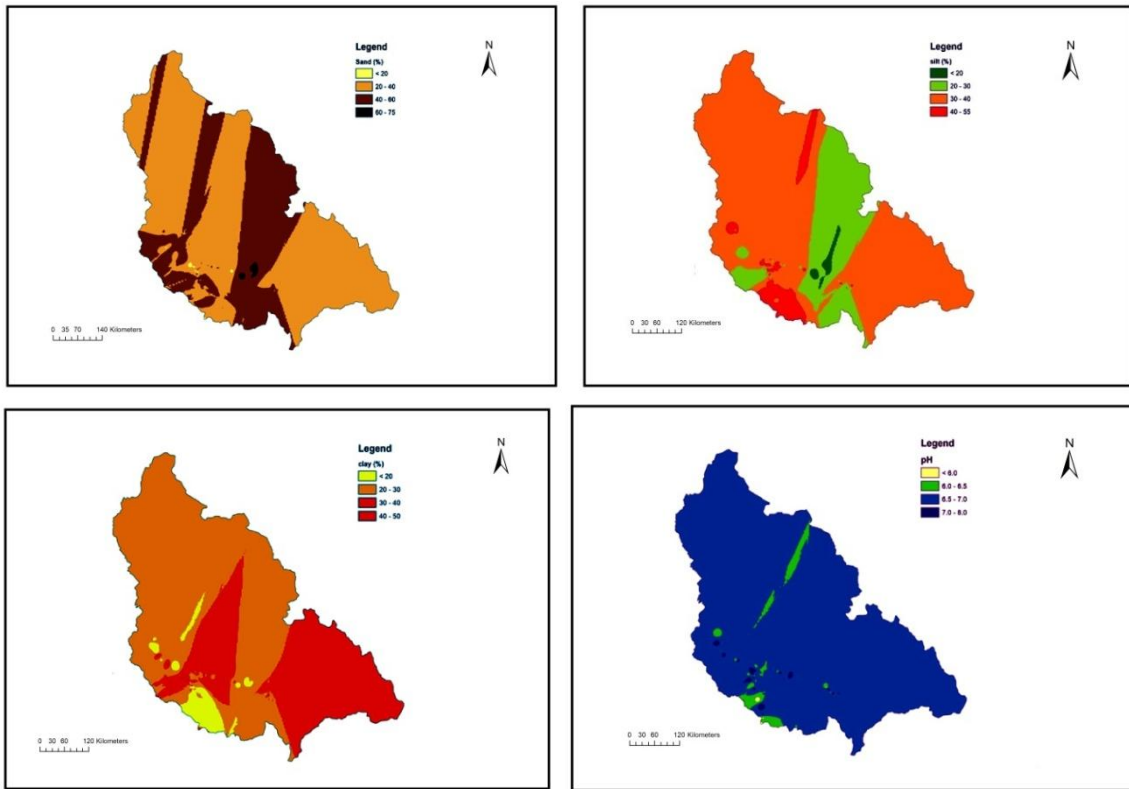 Legend
Sand (%)
< 20
20 - 40
40 - 60
60 - 75
N
0 35 70 140 Kilometers
Legend
silt (%)
< 20
20 - 30
30 - 40
40 - 55
N
0 30 60 120 Kilometers
Legend
clay (%)
< 20
20 - 30
30 - 40
40 - 50
N
0 30 60 120 Kilometers
Legend
pH
< 6.0
6.0 - 6.5
6.5 - 7.0
7.0 - 8.0
N
0 30 60 120 Kilometers